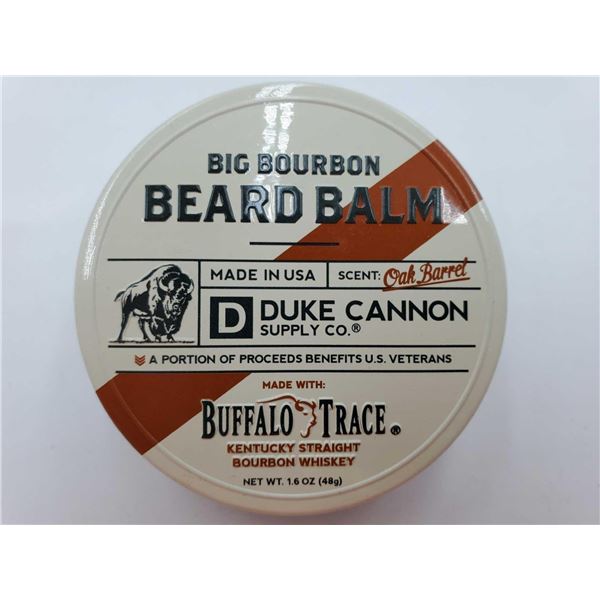 BIG BOURBON
BEARD BALM
MADE IN USA
SCENT: Oak Barrel
D DUKE CANNON
SUPPLY CO.®
A PORTION OF PROCEEDS BENEFITS U.S. VETERANS
MADE WITH:
BUFFALO TRACE®
KENTUCKY STRAIGHT
BOURBON WHISKEY
NET WT. 1.6 OZ (48g)